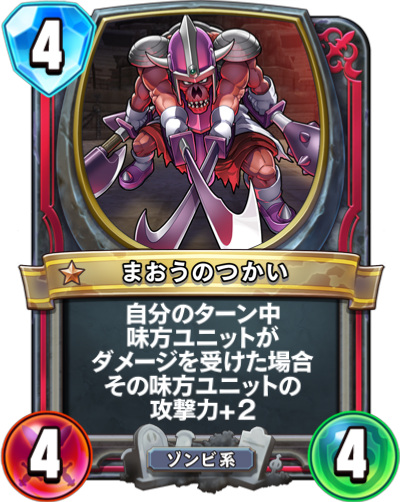 4
まおうのつかい
自分のターン中
味方ユニットが
ダメージを受けた場合
その味方ユニットの
攻撃力+2
4
ゾンビ系
4